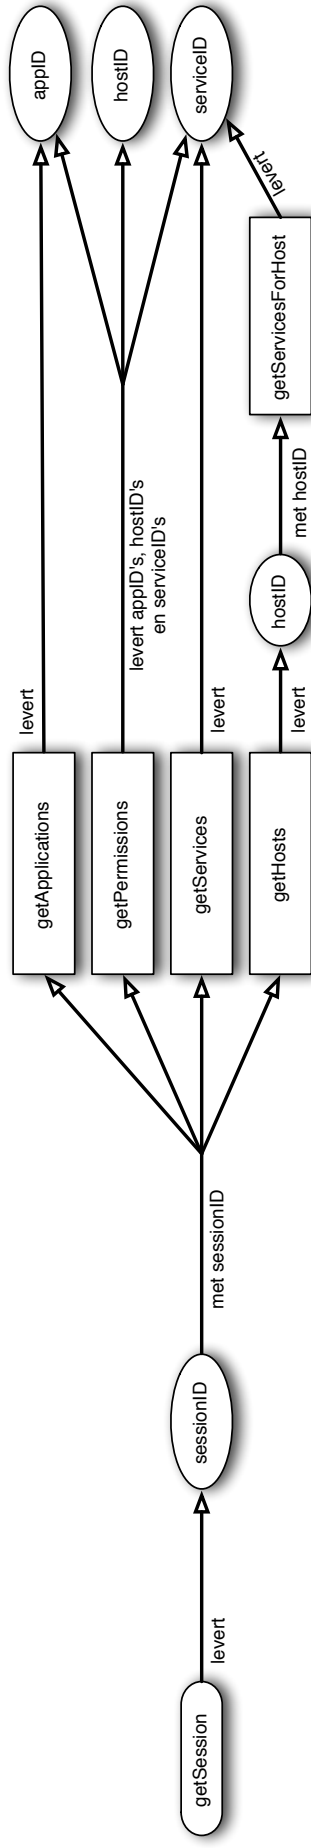 getSession
levert
sessionID
met sessionID
getApplications
getPermissions
getServices
getHosts
levert
levert appID's, hostID's
en serviceID's
levert
levert
hostID
met hostID
getServicesForHost
levert
appID
hostID
serviceID